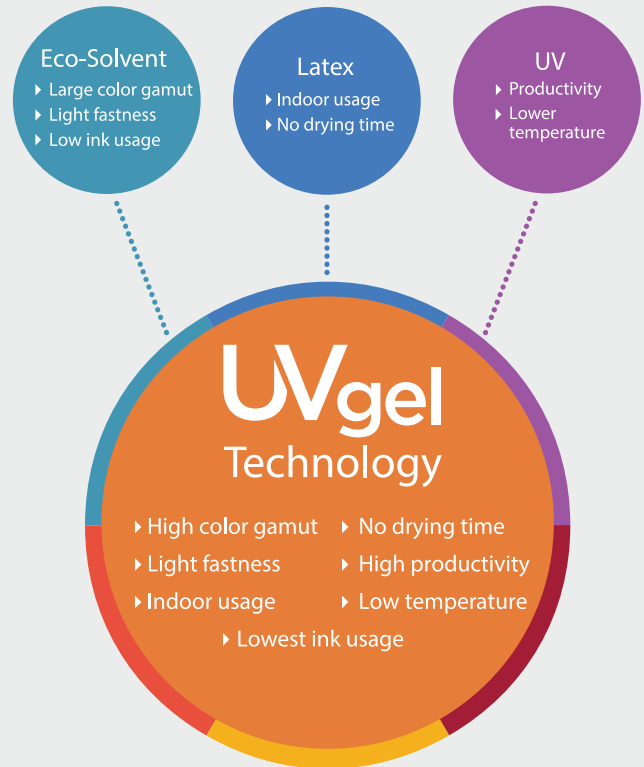 Eco-Solvent
Large color gamut
Light fastness
Low ink usage
Latex
Indoor usage
No drying time
UV
Productivity
Lower
temperature
UVgel
Technology
High color gamut
No drying time
Light fastness
High productivity
Indoor usage
Low temperature
Lowest ink usage